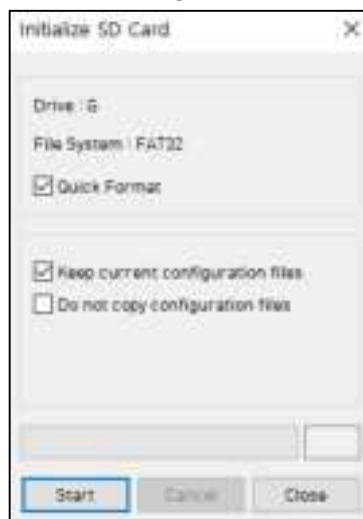 Initialize SD Card
Drive : G
File System : FAT32
Quick Format
Keep current configuration files
Do not copy configuration files
Start Cancel Close